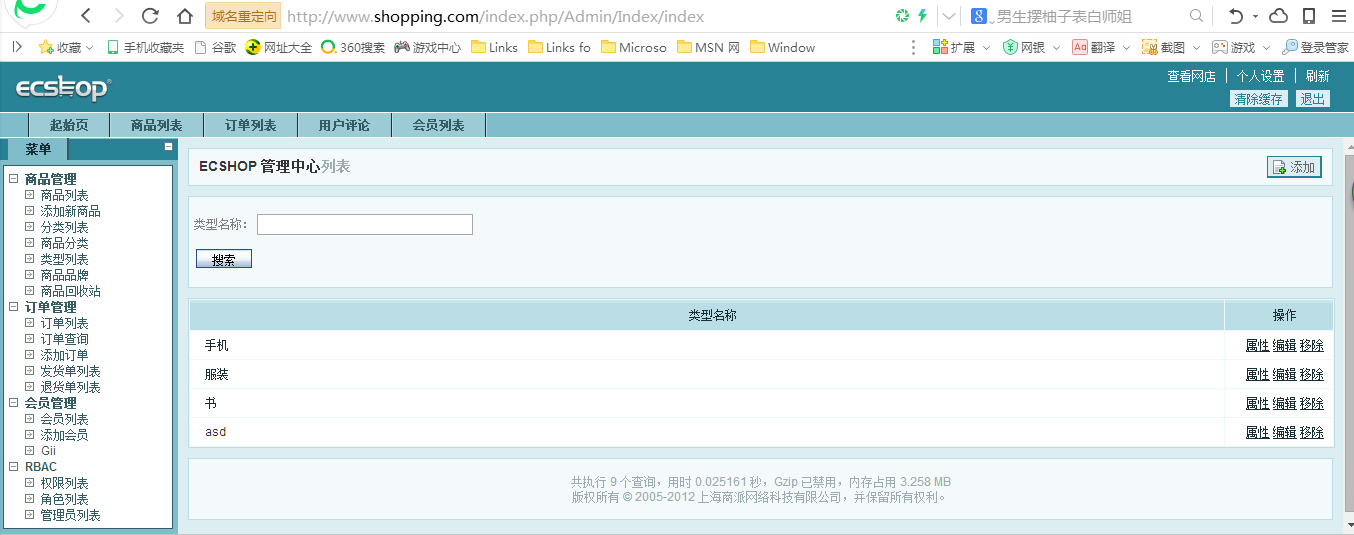 域名重定向 http://www.shopping.com/index.php/Admin/Index/index 男生摆柚子表白师姐
收藏 手机收藏夹 谷歌 网址大全 360搜索 游戏中心 Links Links fo Microso MSN 网 Window 扩展 网银 Aあ 翻译 截图 游戏 登录管家
ecshop 查看网店 个人设置 刷新
清除缓存 退出
起始页 商品列表 订单列表 用户评论 会员列表
菜单
商品管理
商品列表
添加新商品
分类列表
商品分类
类型列表
商品品牌
商品回收站
订单管理
订单列表
订单查询
添加订单
发货单列表
退货单列表
会员管理
会员列表
添加会员
Gii
RBAC
权限列表
角色列表
管理员列表
ECSHOP 管理中心列表 添加
类型名称：
搜索
类型名称 操作
手机 属性 编辑 移除
服装 属性 编辑 移除
书 属性 编辑 移除
asd 属性 编辑 移除
共执行 9 个查询，用时 0.025161 秒，Gzip 已禁用，内存占用 3.258 MB
版权所有 © 2005-2012 上海商派网络科技有限公司，并保留所有权利。